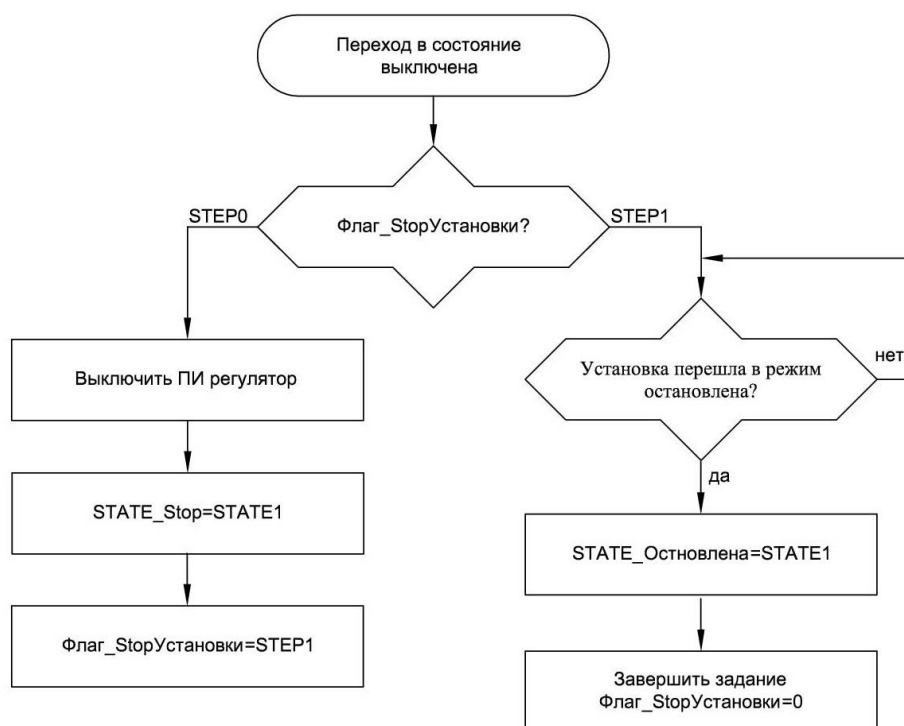 Переход в состояние
выключена
Флаг_StopУстановки?
STEP0
STEP1
Выключить ПИ регулятор
STATE_Stop=STATE1
Флаг_StopУстановки=STEP1
Установка перешла в режим
остановлена?
нет
да
STATE_Остновлена=STATE1
Завершить задание
Флаг_StopУстановки=0